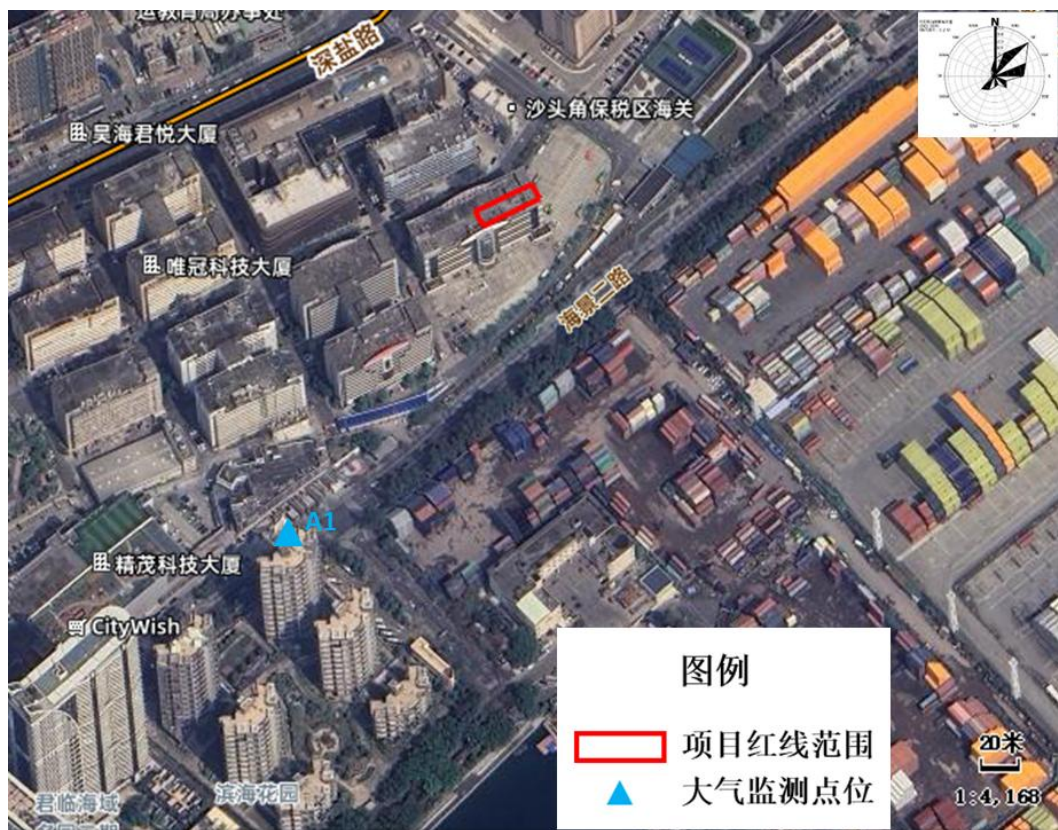 深盐路
沙头角保税区海关
昊海君悦大厦
唯冠科技大厦
海景二路
A1
精茂科技大厦
CityWish
君临海域
滨海花园
N
图例
项目红线范围
大气监测点位
20米
1:4,168